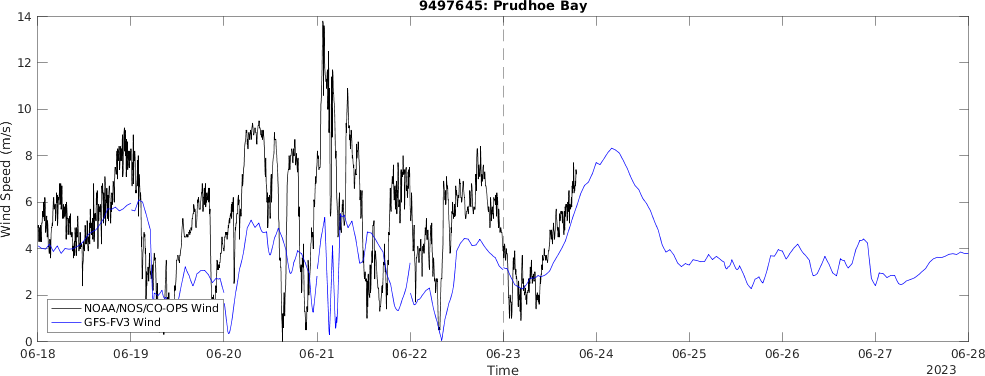 9497645: Prudhoe Bay
14
12
10
8
6
4
2
0
Wind Speed (m/s)
NOAA/NOS/CO-OPS Wind
GFS-FV3 Wind
06-18 06-19 06-20 06-21 06-22 06-23 06-24 06-25 06-26 06-27 06-28
Time
2023